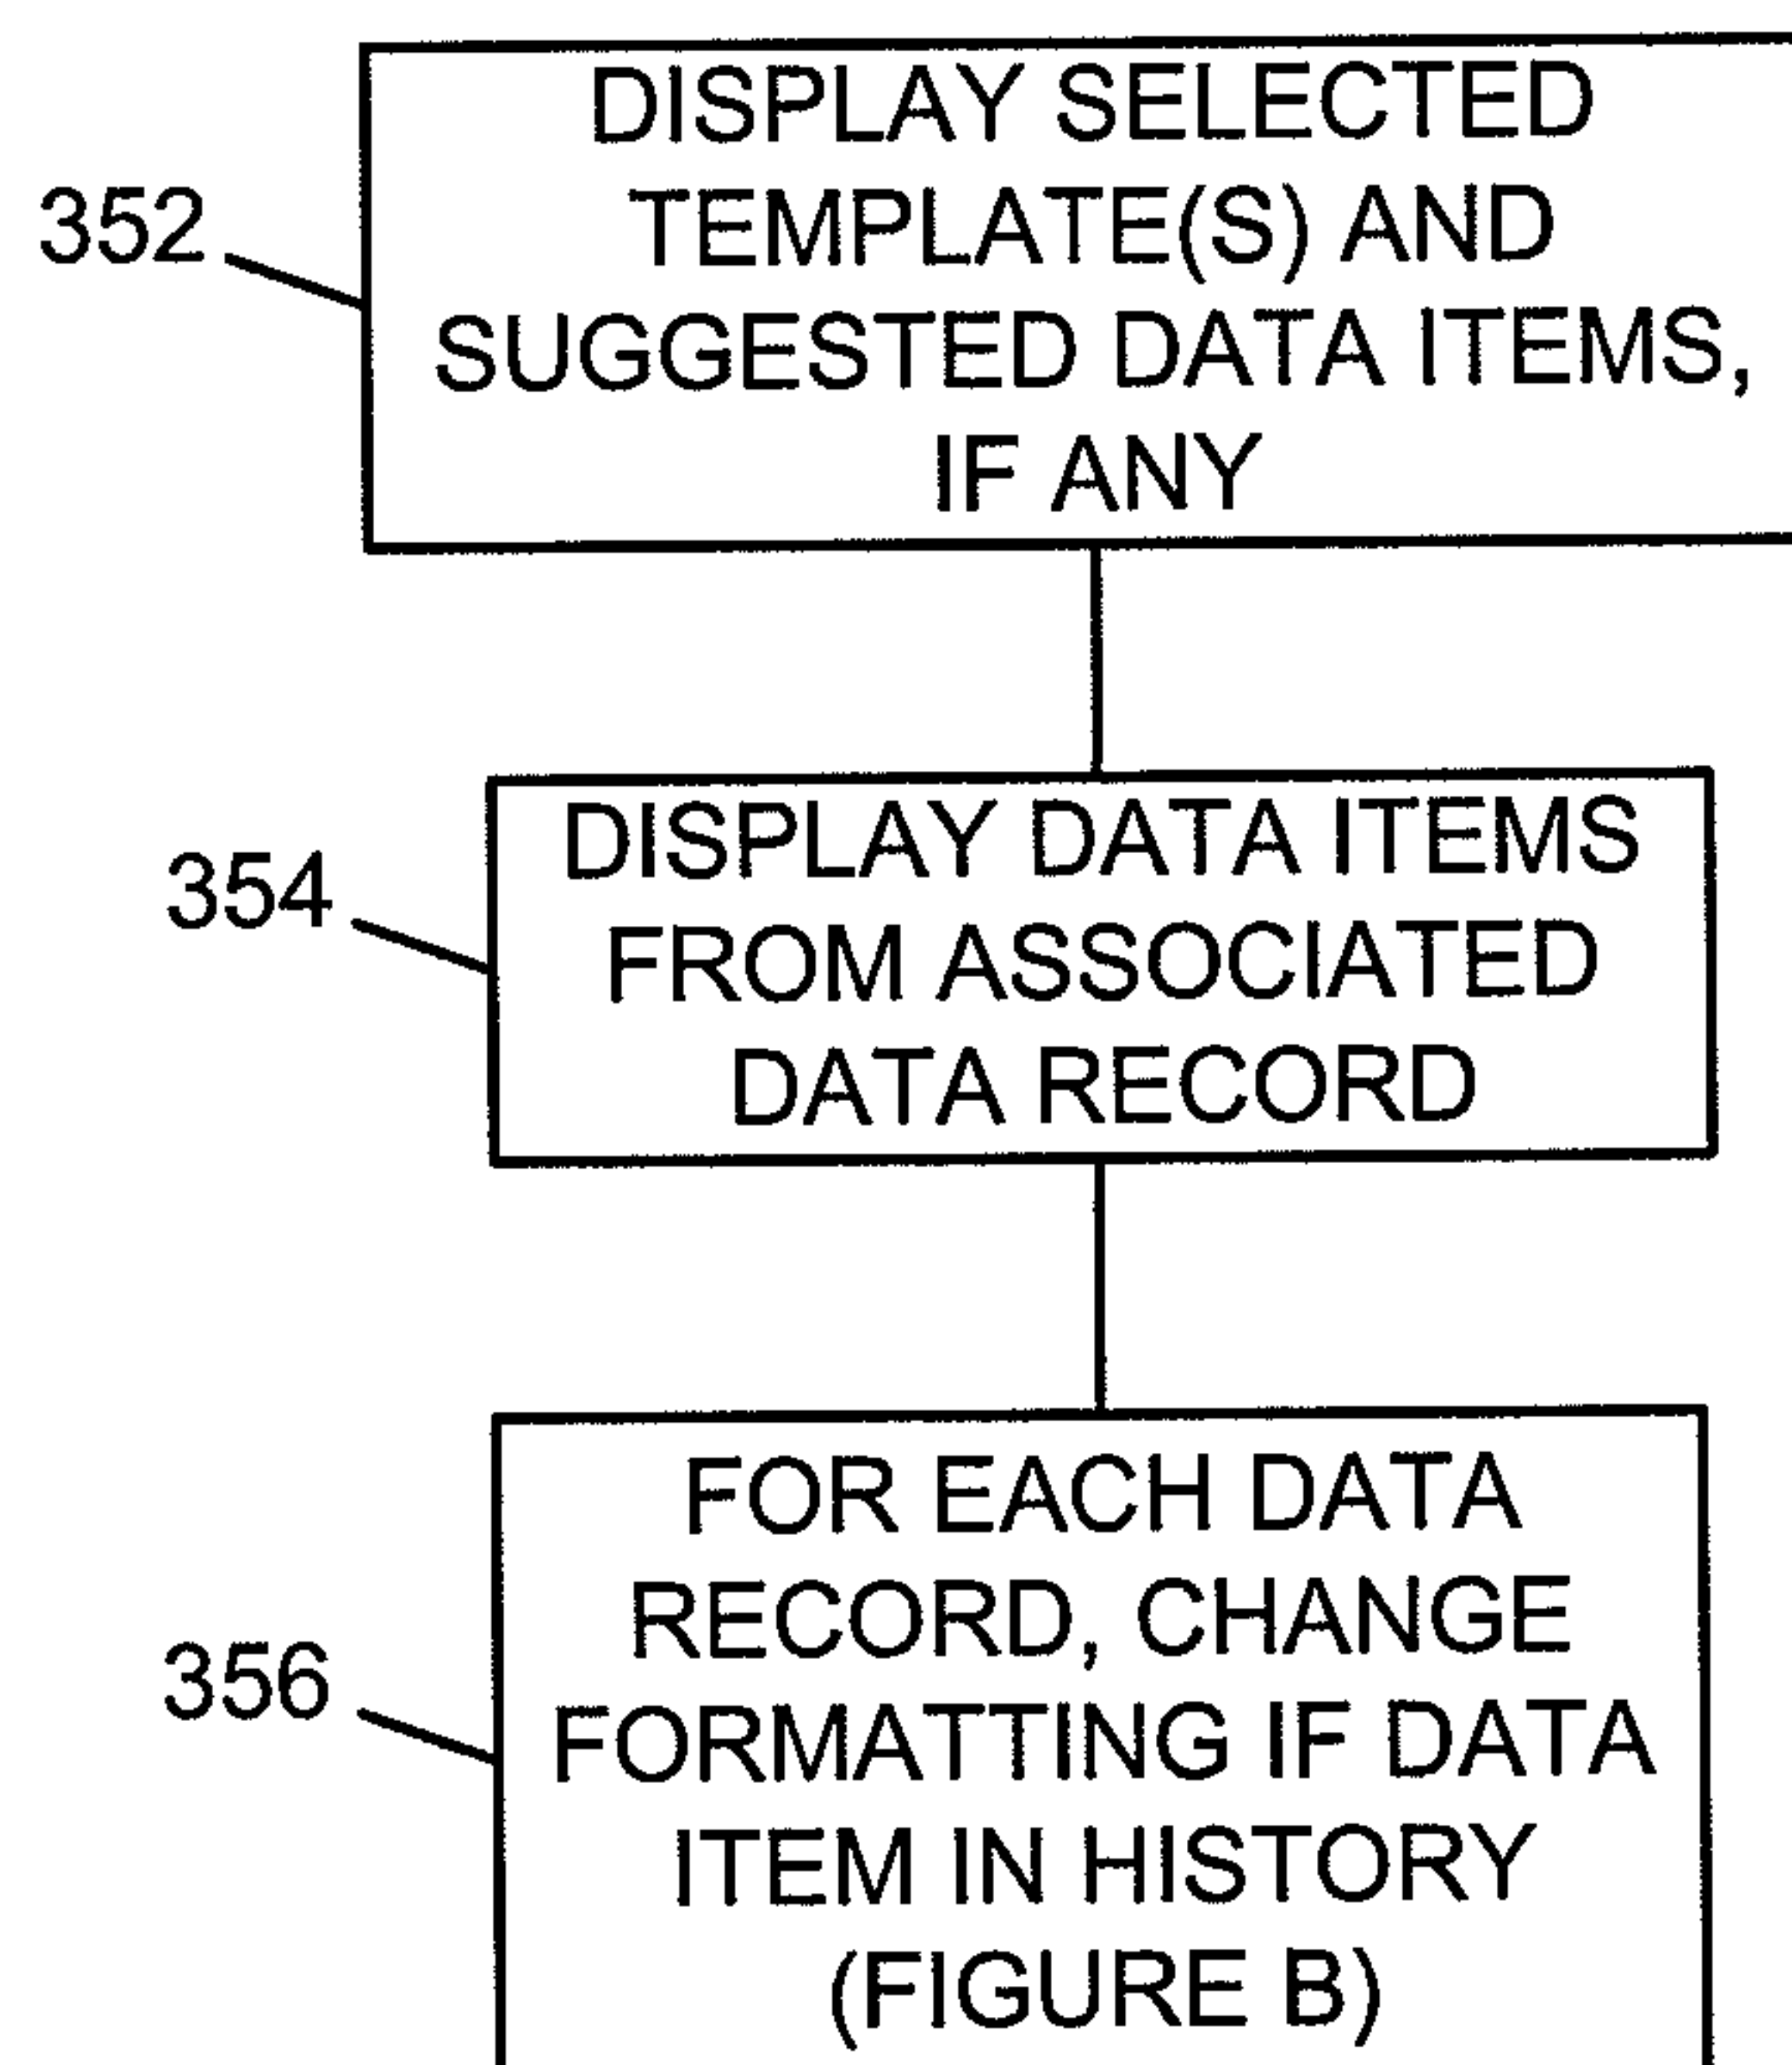 DISPLAY SELECTED
TEMPLATE(S) AND
352
SUGGESTED DATA ITEMS,
IF ANY
DISPLAY DATA ITEMS
354
FROM ASSOCIATED
DATA RECORD
FOR EACH DATA
RECORD, CHANGE
356
FORMATTING IF DATA
ITEM IN HISTORY
(FIGURE B)